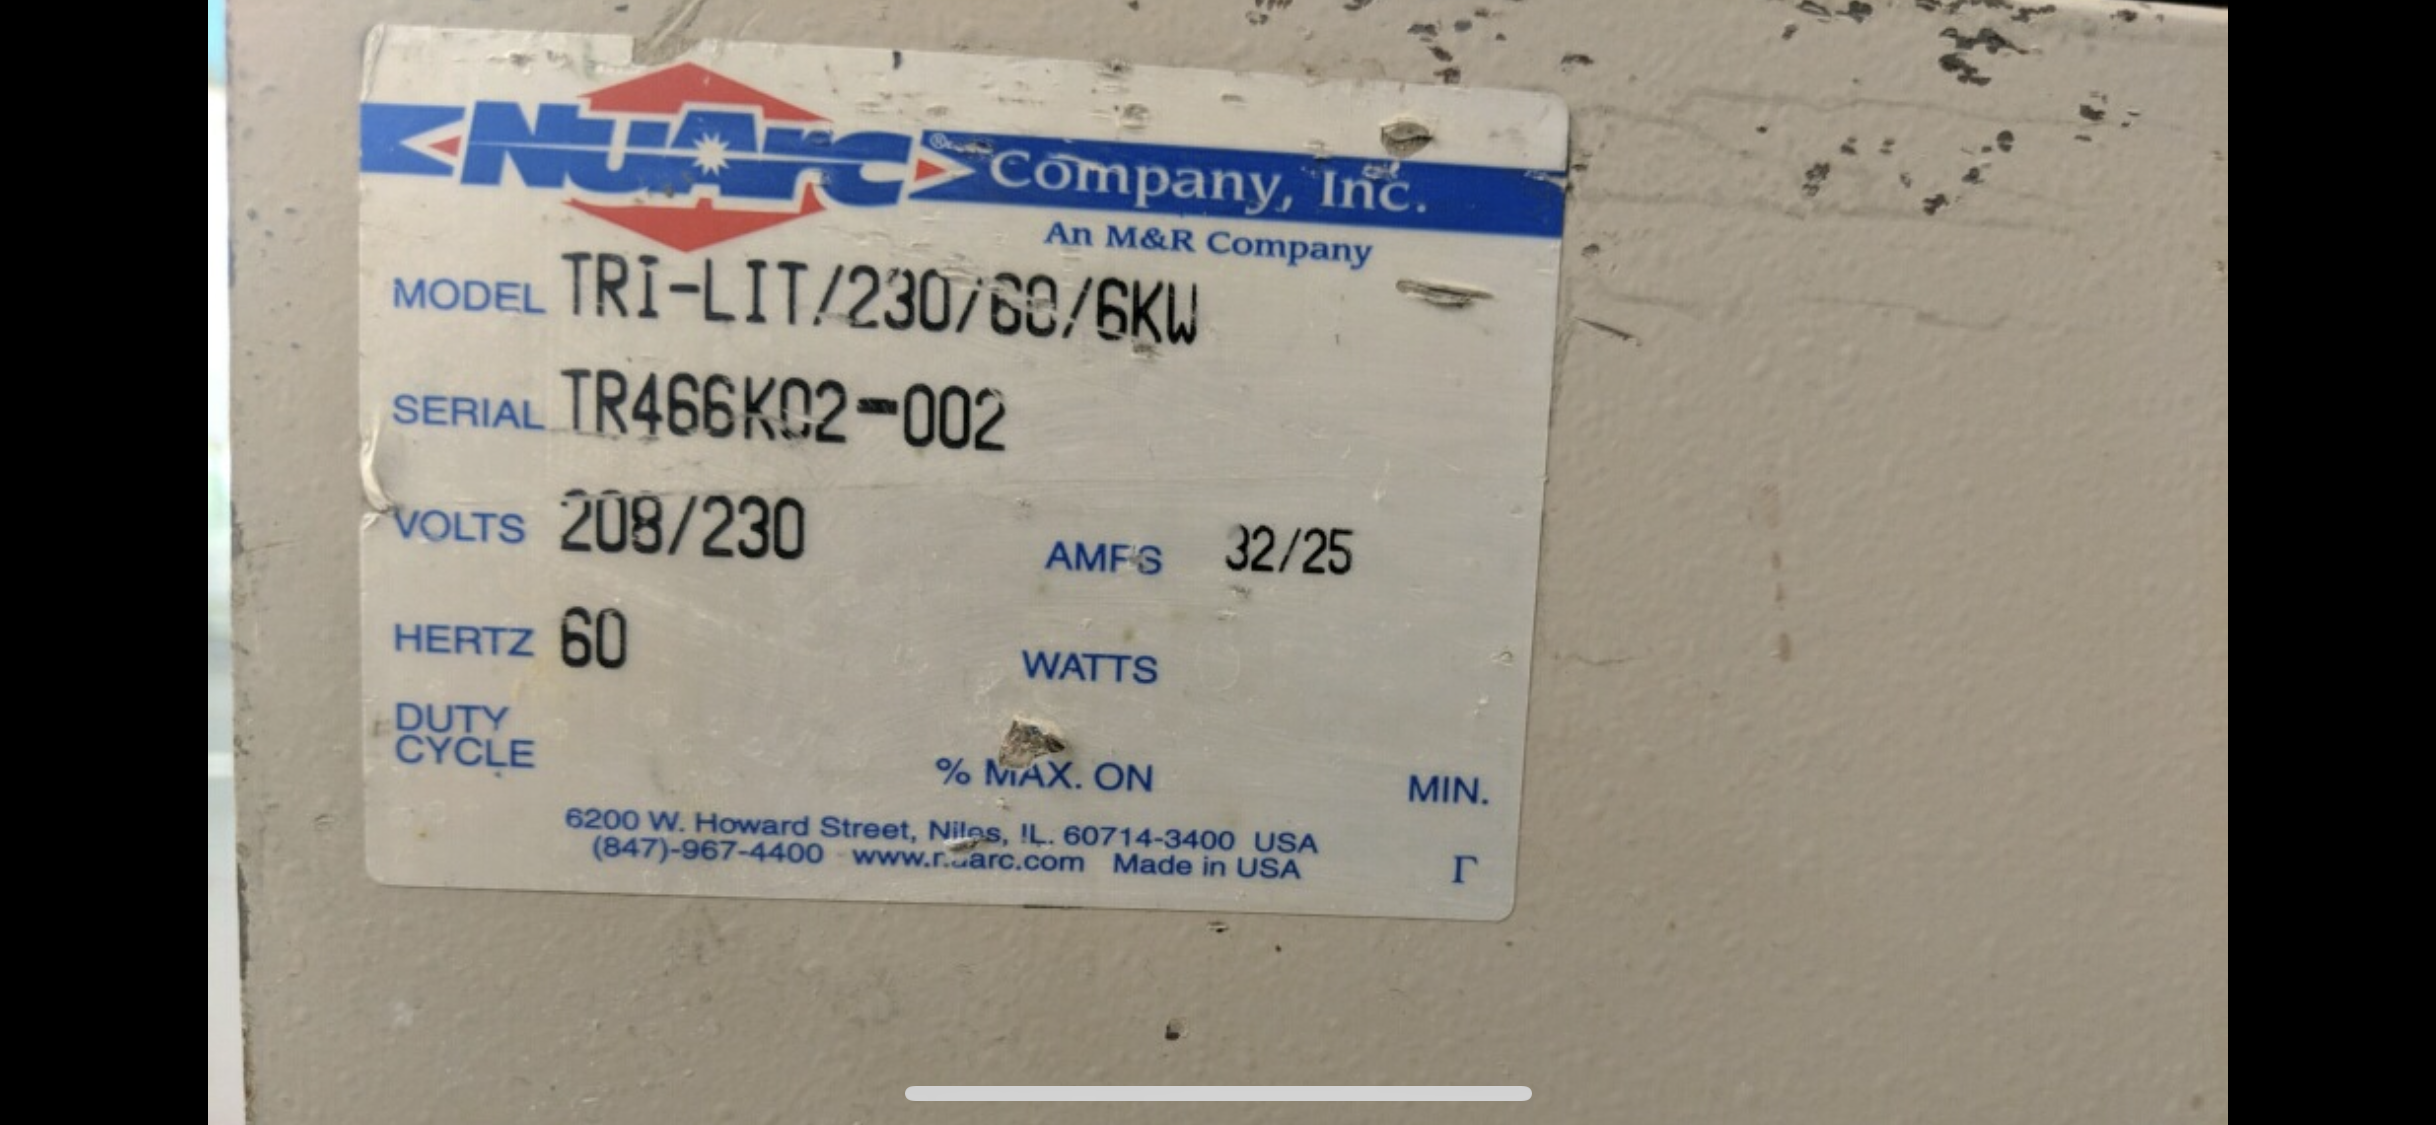 NuArc® Company, Inc.
An M&R Company
MODEL TRI-LIT/230/60/6KW
SERIAL TR466K02-002
VOLTS 208/230 AMPS 32/25
HERTZ 60 WATTS
DUTY CYCLE % MAX. ON MIN.
6200 W. Howard Street, Niles, IL. 60714-3400 USA
(847)-967-4400 www.nuarc.com Made in USA
Γ